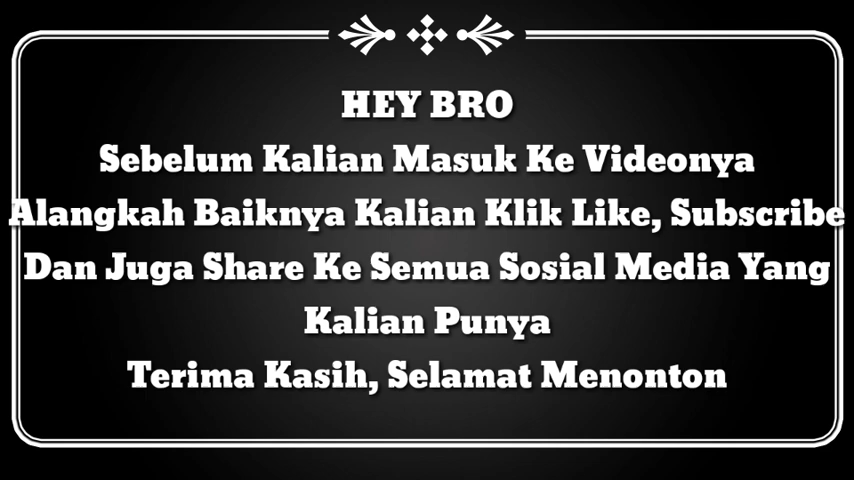 HEY BRO
Sebelum Kalian Masuk Ke Videonya
Alangkah Baiknya Kalian Klik Like, Subscribe
Dan Juga Share Ke Semua Sosial Media Yang
Kalian Punya
Terima Kasih, Selamat Menonton